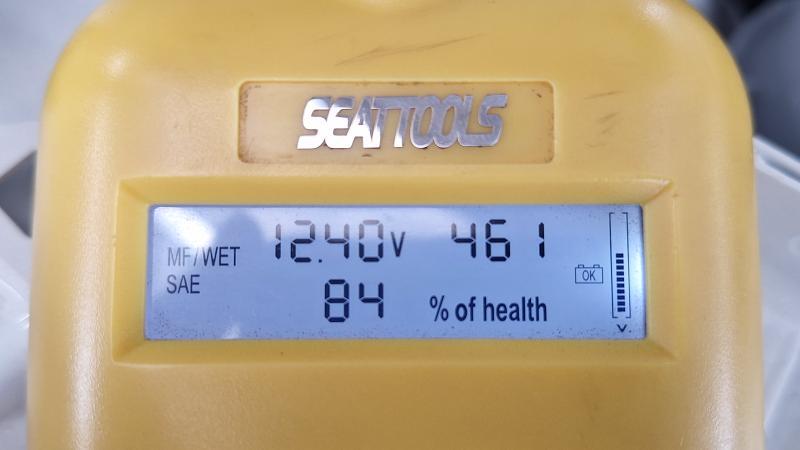 SEATTOOLS
MF/WET 12.40V 461
SAE
OK
84 % of health
V